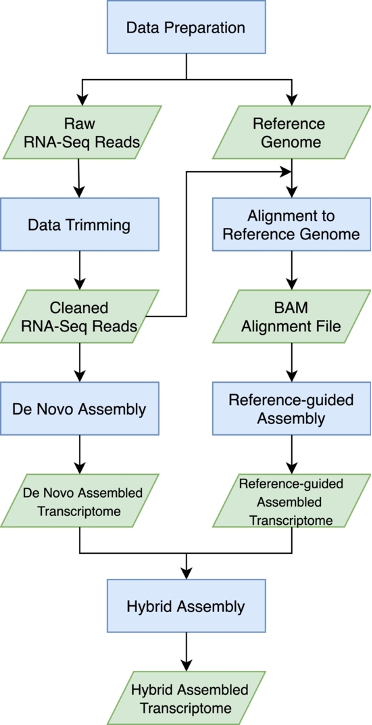 Data Preparation
Raw
RNA-Seq Reads
Reference
Genome
Data Trimming
Alignment to
Reference Genome
Cleaned
RNA-Seq Reads
BAM
Alignment File
De Novo Assembly
Reference-guided
Assembly
De Novo Assembled
Transcriptome
Reference-guided
Assembled
Transcriptome
Hybrid Assembly
Hybrid Assembled
Transcriptome